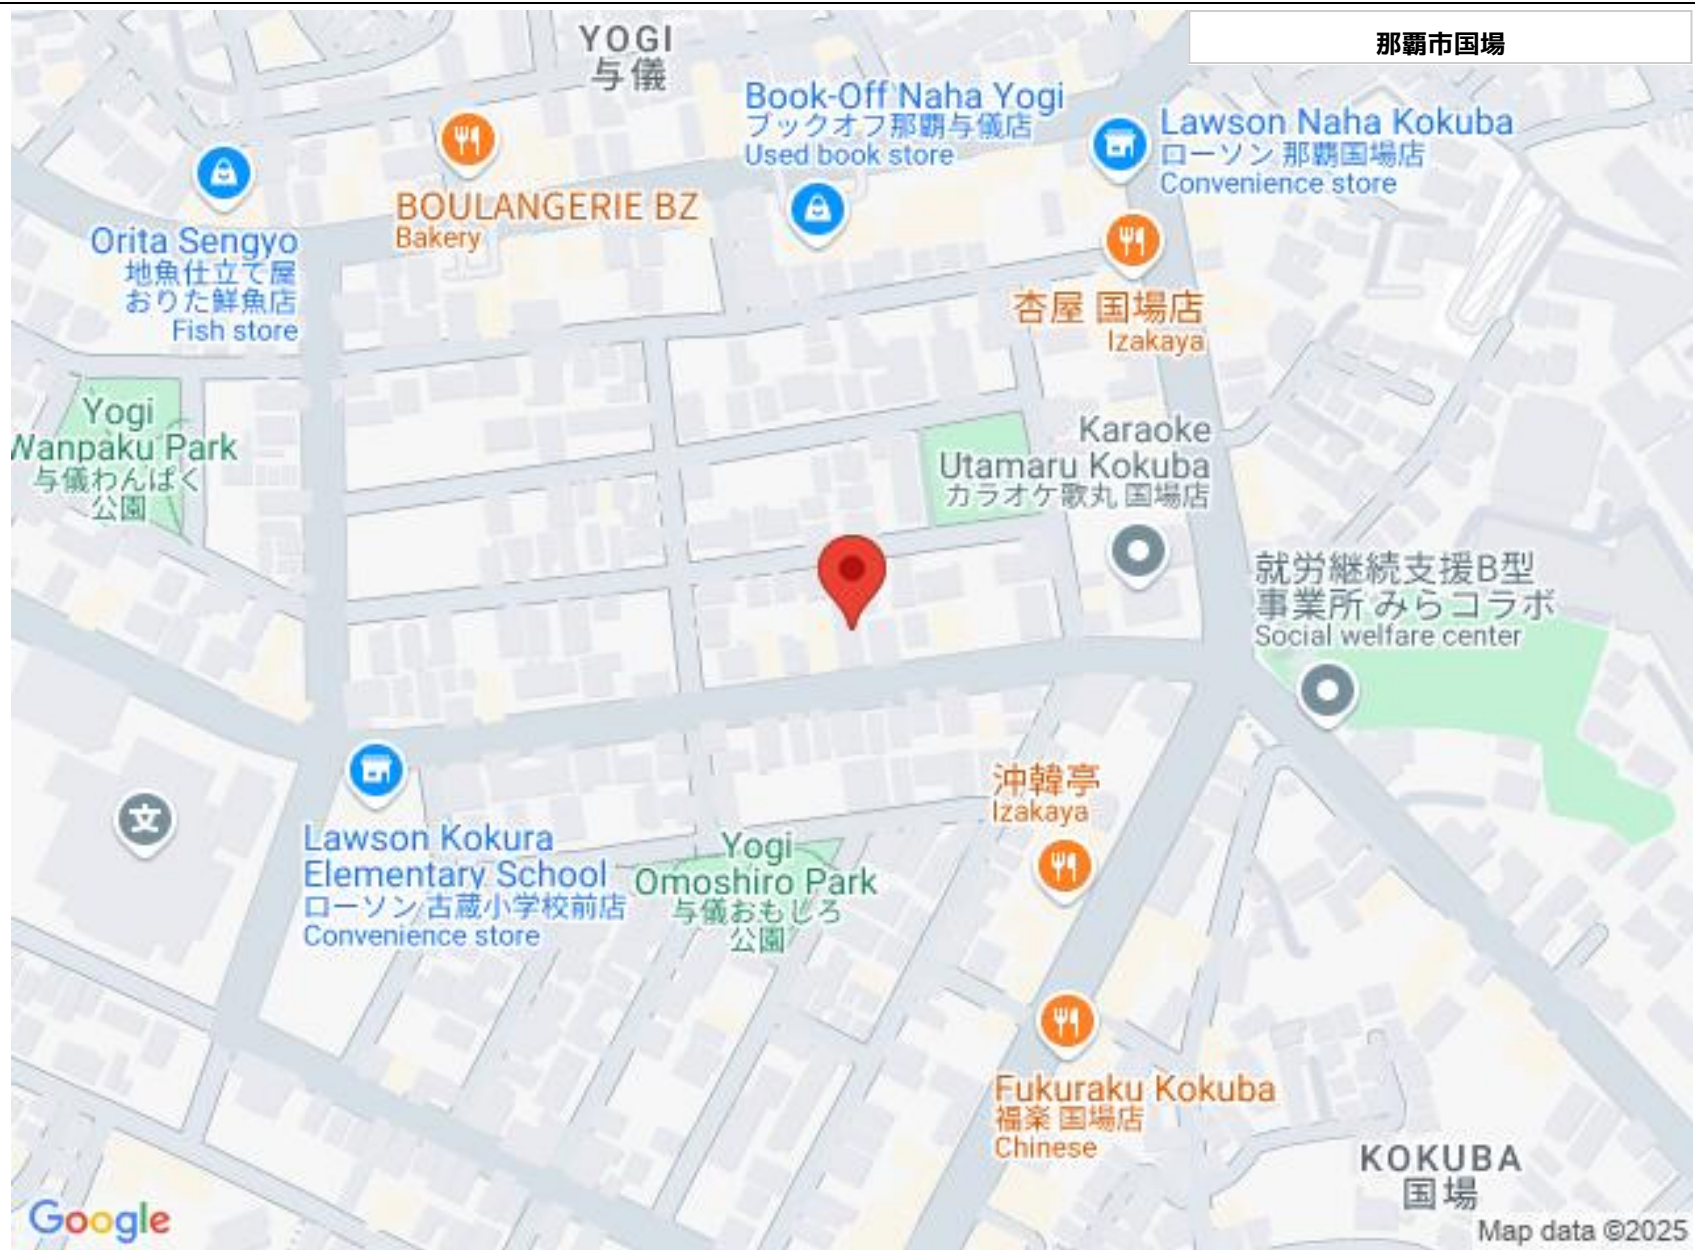 那覇市国場
YOGI
与儀
Book-Off Naha Yogi
ブックオフ那覇与儀店
Used book store
Lawson Naha Kokuba
ローソン 那覇国場店
Convenience store
BOULANGERIE BZ
Bakery
Orita Sengyo
地魚仕立て屋
おりた鮮魚店
Fish store
杏屋 国場店
Izakaya
Yogi
Wanpaku Park
与儀わんぱく
公園
Karaoke
Utamaru Kokuba
カラオケ歌丸 国場店
就労継続支援B型
事業所 みらコラボ
Social welfare center
文
Lawson Kokura
Elementary School
ローソン 古蔵小学校前店
Convenience store
Yogi
Omoshiro Park
与儀おもしろ
公園
沖韓亭
Izakaya
Fukuraku Kokuba
福楽 国場店
Chinese
KOKUBA
国場
Google
Map data ©2025